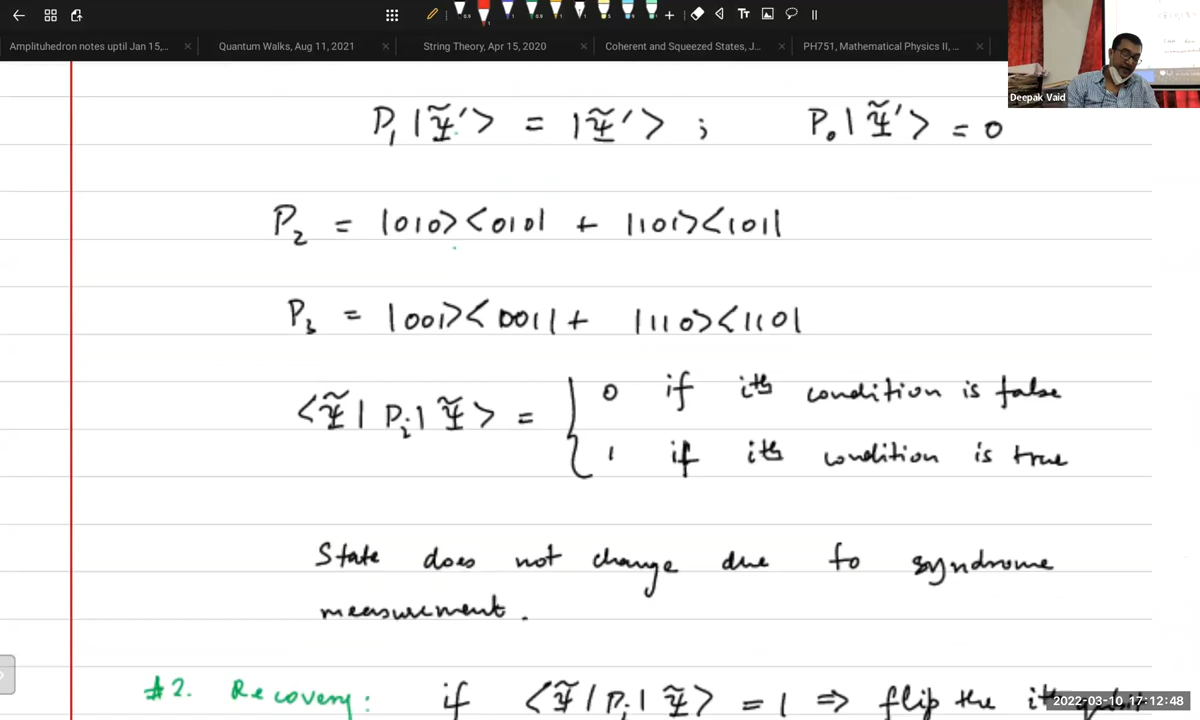 Amplituhedron notes uptil Jan 15,...
Quantum Walks, Aug 11, 2021
String Theory, Apr 15, 2020
Coherent and Squeezed States, J...
PH751, Mathematical Physics II, ...
Deepak Vaid
P₁ |Ψ̃'> = |Ψ̃'> ; P₀ |Ψ̃'> = 0
P₂ = |010><010| + |101><101|
P₃ = |001><001| + |110><110|
<Ψ̃| Pᵢ |Ψ̃> = { 0 if ith condition is false
1 if ith condition is true
State does not change due to syndrome
measurement.
#2. Recovery: if <Ψ̃| Pᵢ |Ψ̃> = 1 ⇒ flip the ith qubit
2022-03-10 17:12:48